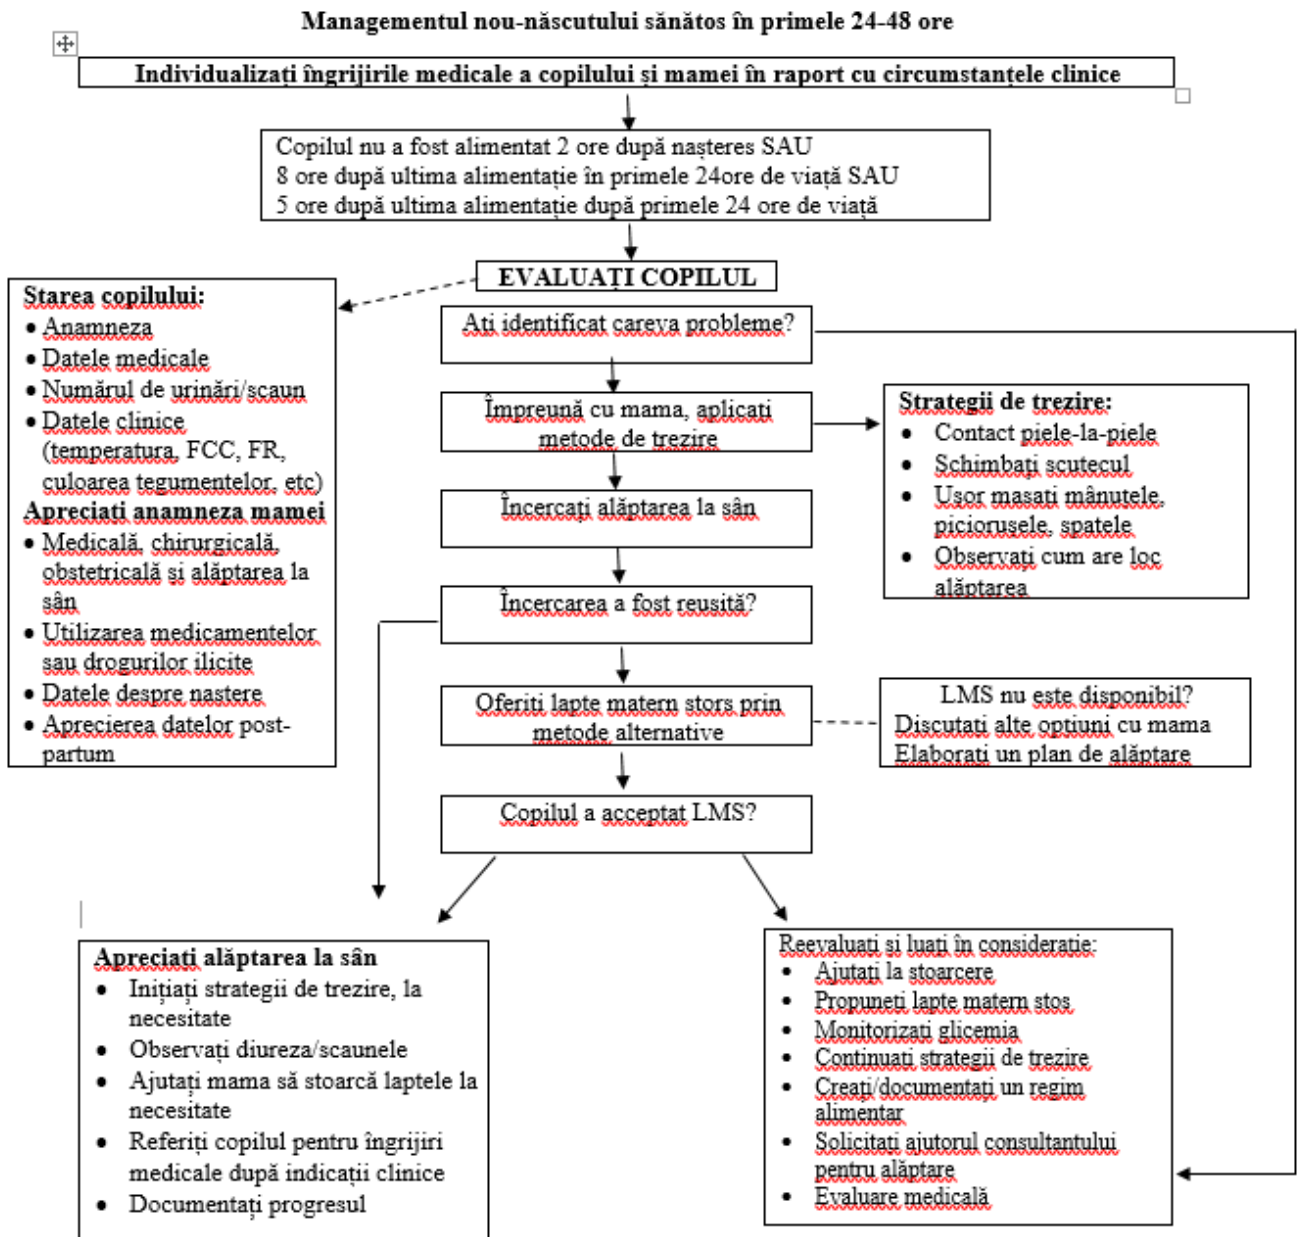 Managementul nou-născutului sănătos în primele 24-48 ore
Individualizați îngrijirile medicale a copilului și mamei în raport cu circumstanțele clinice
Copilul nu a fost alimentat 2 ore după nașteres SAU
8 ore după ultima alimentație în primele 24ore de viață SAU
5 ore după ultima alimentație după primele 24 ore de viață
EVALUAȚI COPILUL
Starea copilului:
• Anamneza
• Datele medicale
• Numărul de urinări/scaun
• Datele clinice
(temperatura, FCC, FR,
culoarea tegumentelor, etc)
Apreciați anamneza mamei
• Medicală, chirurgicală,
obstetricală și alăptarea la
sân
• Utilizarea medicamentelor
sau drogurilor ilicite
• Datele despre nastere
• Aprecierea datelor post-
partum
Ați identificat careva probleme?
Împreună cu mama, aplicați
metode de trezire
Strategii de trezire:
• Contact piele-la-piele
• Schimbați scutecul
• Ușor masați mânuțele,
piciorușele, spatele
• Observați cum are loc
alăptarea
Încercați alăptarea la sân
Încercarea a fost reusită?
Oferiti lapte matern stors prin
metode alternative
LMS nu este disponibil?
Discutați alte opțiuni cu mama
Elaborați un plan de alăptare
Copilul a acceptat LMS?
Apreciați alăptarea la sân
• Inițiați strategii de trezire, la
necesitate
• Observați diureza/scaunele
• Ajutați mama să stoarcă laptele la
necesitate
• Referiți copilul pentru îngrijiri
medicale după indicații clinice
• Documentați progresul
Reevaluați si luați în considerație:
• Ajutați la stoarcere
• Propuneți lapte matern stos
• Monitorizați glicemia
• Continuați strategii de trezire
• Creați/documentați un regim
alimentar
• Solicitați ajutorul consultantului
pentru alăptare
• Evaluare medicală